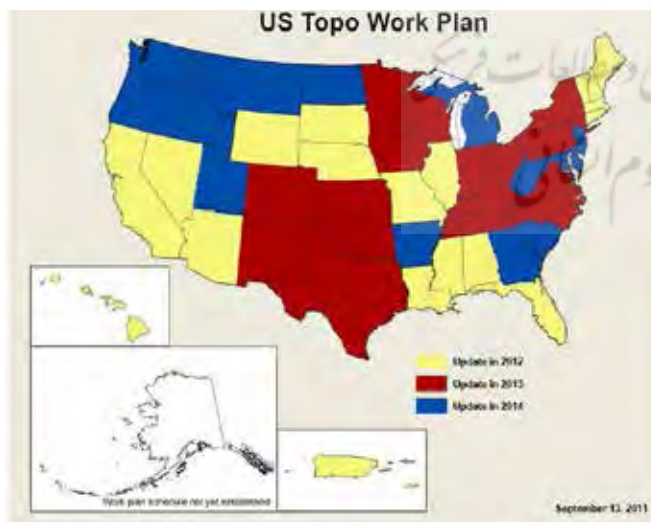 US Topo Work Plan
Update in 2012
Update in 2013
Update in 2014
Work plan schedule not yet established
September 13, 2011